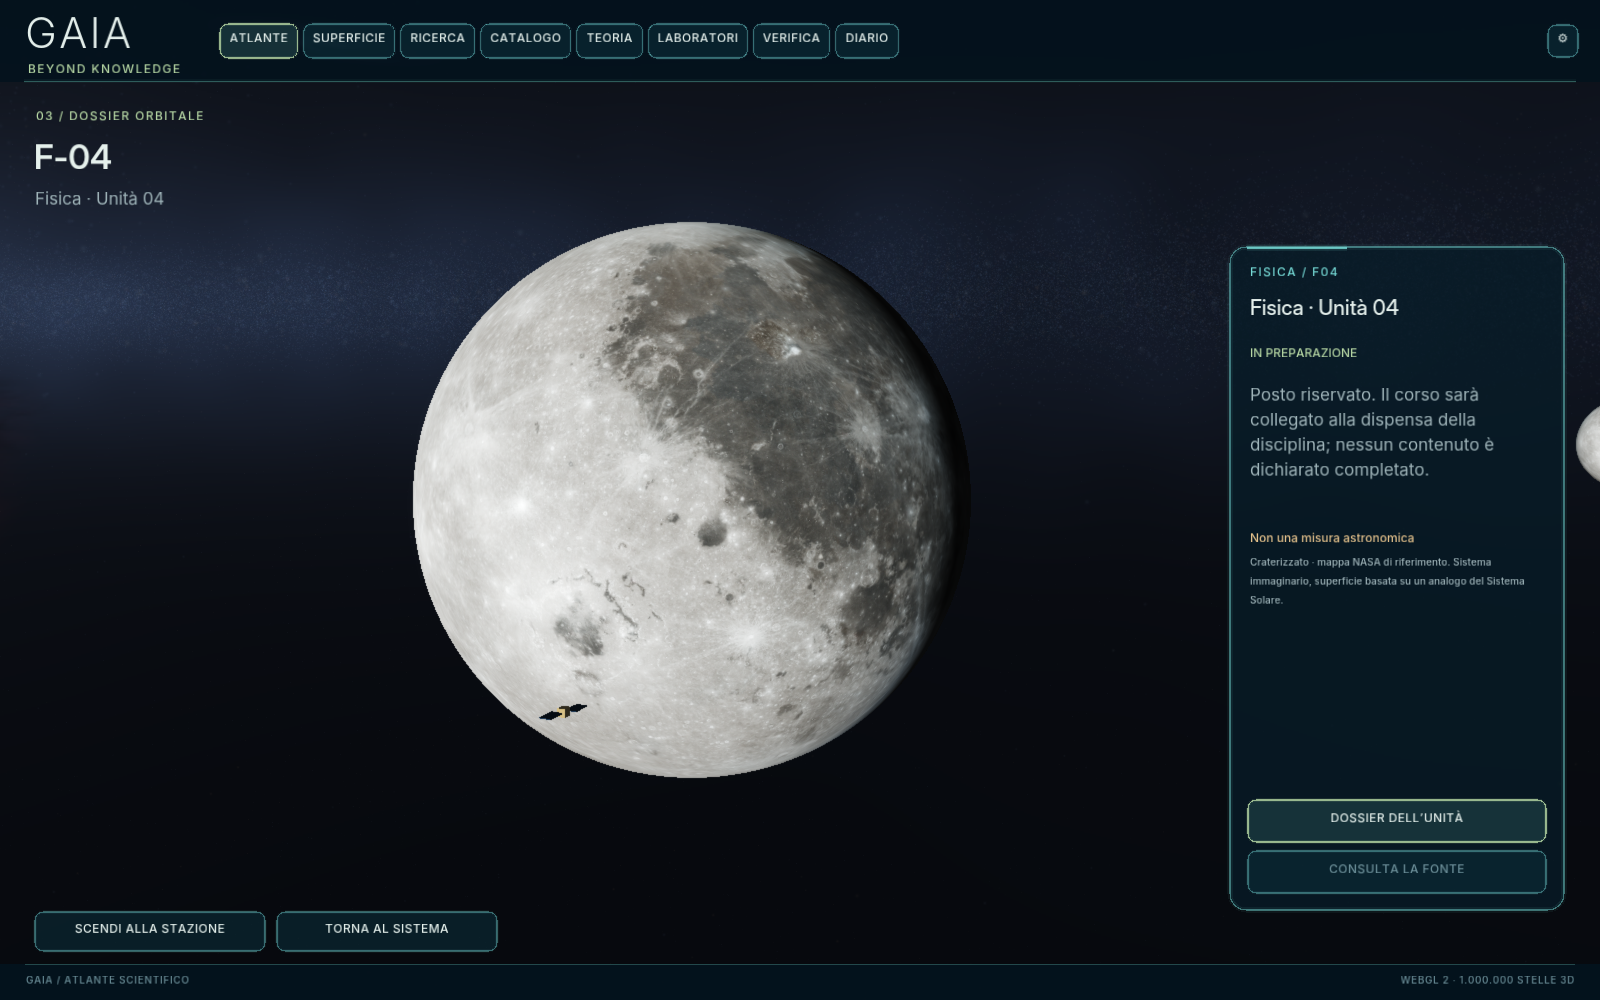 GAIA
BEYOND KNOWLEDGE
ATLANTE
SUPERFICIE
RICERCA
CATALOGO
TEORIA
LABORATORI
VERIFICA
DIARIO
03 / DOSSIER ORBITALE
F-04
Fisica · Unità 04
FISICA / F04
Fisica · Unità 04
IN PREPARAZIONE
Posto riservato. Il corso sarà
collegato alla dispensa della
disciplina; nessun contenuto è
dichiarato completato.
Non una misura astronomica
Craterizzato · mappa NASA di riferimento. Sistema
immaginario, superficie basata su un analogo del Sistema
Solare.
DOSSIER DELL'UNITÀ
CONSULTA LA FONTE
SCENDI ALLA STAZIONE
TORNA AL SISTEMA
GAIA / ATLANTE SCIENTIFICO
WEBGL 2 · 1.000.000 STELLE 3D